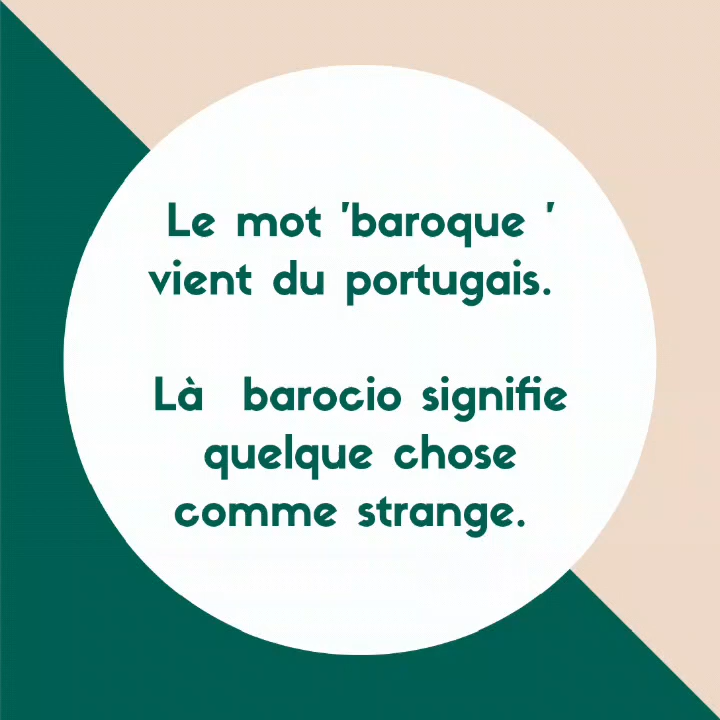 Le mot 'baroque '
vient du portugais.
Là barocio signifie
quelque chose
comme strange.